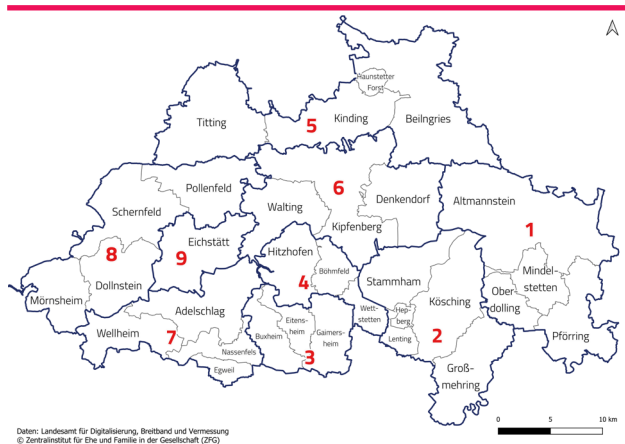 Haunstetter
Forst
Titting
5
Kinding
Beilngries
Pollenfeld
6
Denkendorf
Schernfeld
Walting
Altmannstein
Kipfenberg
1
Eichstätt
Hitzhofen
8
9
Böhmfeld
Mindel-
stetten
Dollnstein
4
Stammham
Ober-
dolling
Mörnsheim
Kösching
Adelschlag
Wett-
stetten
Hep-
berg
Wellheim
7
Buxheim
Eitens-
heim
Gaimers-
heim
Lenting
2
Pförring
Nassenfels
3
Egweil
Groß-
mehring
0 5 10 km
Daten: Landesamt für Digitalisierung, Breitband und Vermessung
© Zentralinstitut für Ehe und Familie in der Gesellschaft (ZFG)